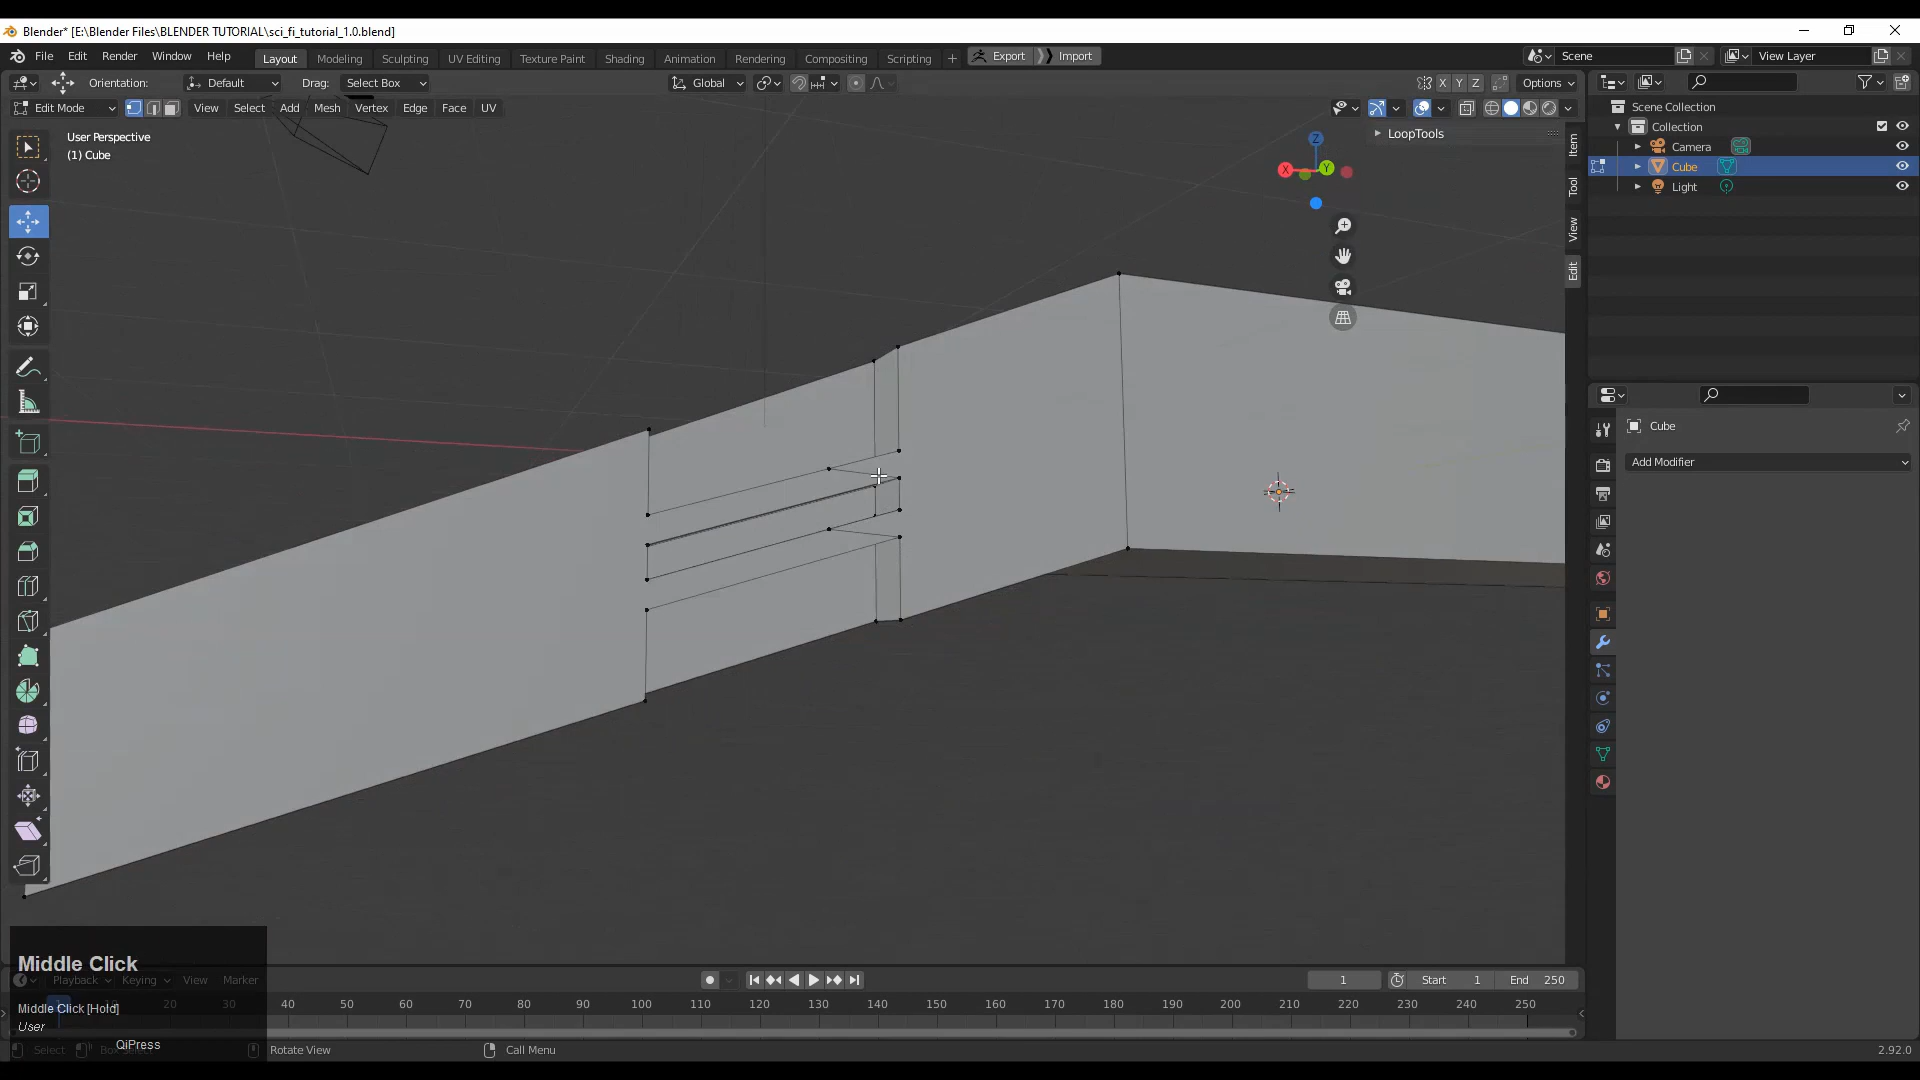 Blender* [E:\Blender Files\BLENDER TUTORIAL\sci_fi_tutorial_1.0.blend]
File Edit Render Window Help Layout Modeling Sculpting UV Editing Texture Paint Shading Animation Rendering Compositing Scripting + Export Import Scene View Layer
Orientation: Default Drag: Select Box Global X Y Z Options
Edit Mode View Select Add Mesh Vertex Edge Face UV
User Perspective
(1) Cube
LoopTools
Z
X
Y
Item
Tool
View
Edit
Scene Collection
Collection
Camera
Cube
Light
Cube
Add Modifier
Middle Click
Playback Keying View Marker 1 Start 1 End 250
Middle Click [Hold]
User
QiPress
20 30 40 50 60 70 80 90 100 110 120 130 140 150 160 170 180 190 200 210 220 230 240 250
Select Box Select Rotate View Call Menu 2.92.0